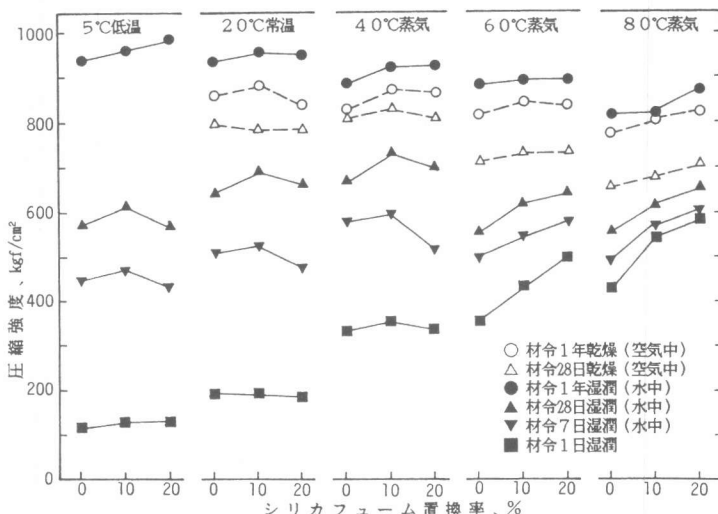 5℃低温 20℃常温 40℃蒸気 60℃蒸気 80℃蒸気
1000
800
600
400
200
0
圧縮強度、kgf/cm²
○ 材令1年乾燥(空気中)
△ 材令28日乾燥(空気中)
● 材令1年湿潤(水中)
▲ 材令28日湿潤(水中)
▼ 材令7日湿潤(水中)
■ 材令1日湿潤
0 10 20 0 10 20 0 10 20 0 10 20 0 10 20
シリカフューム置換率、%